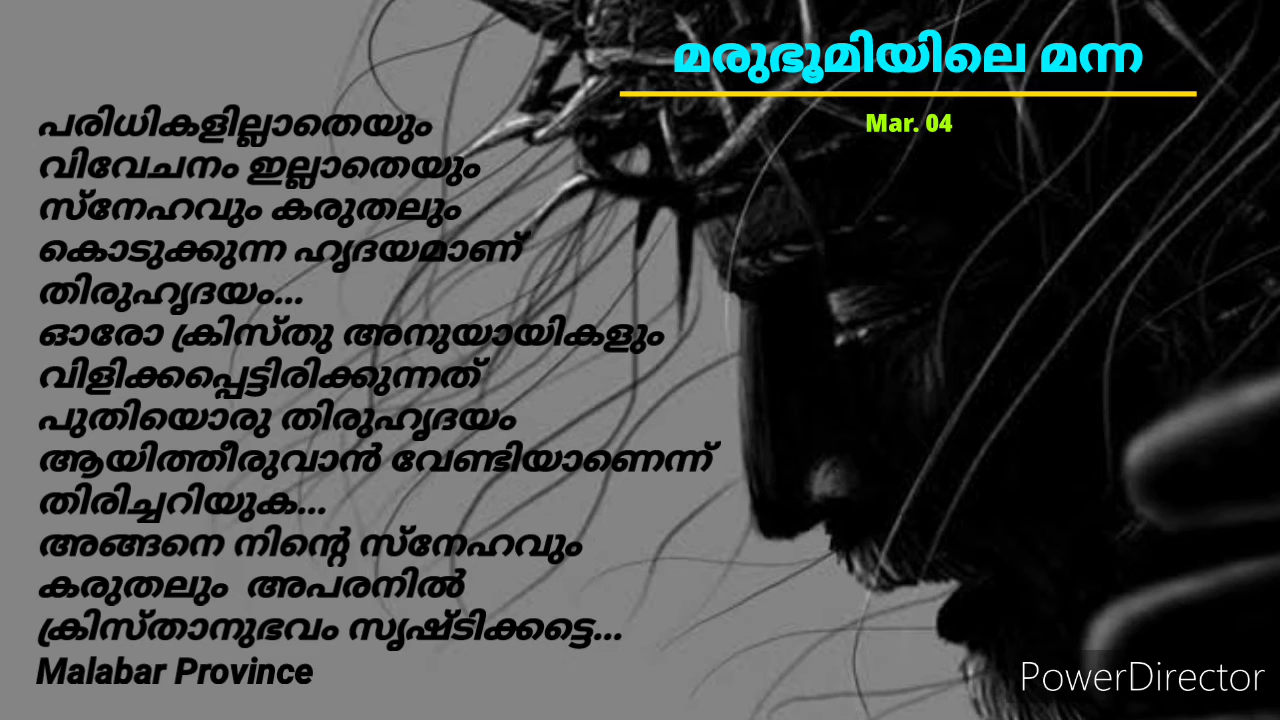 മരുഭൂമിയിലെ മന്ന
Mar. 04
പരിധികളില്ലാതെയും
വിവേചനം ഇല്ലാതെയും
സ്നേഹവും കരുതലും
കൊടുക്കുന്ന ഹൃദയമാണ്
തിരുഹൃദയം...
ഓരോ ക്രിസ്തു അനുയായികളും
വിളിക്കപ്പെട്ടിരിക്കുന്നത്
പുതിയൊരു തിരുഹൃദയം
ആയിത്തീരുവാൻ വേണ്ടിയാണെന്ന്
തിരിച്ചറിയുക...
അങ്ങനെ നിന്റെ സ്നേഹവും
കരുതലും അപരനിൽ
ക്രിസ്താനുഭവം സൃഷ്ടിക്കട്ടെ...
Malabar Province
PowerDirector